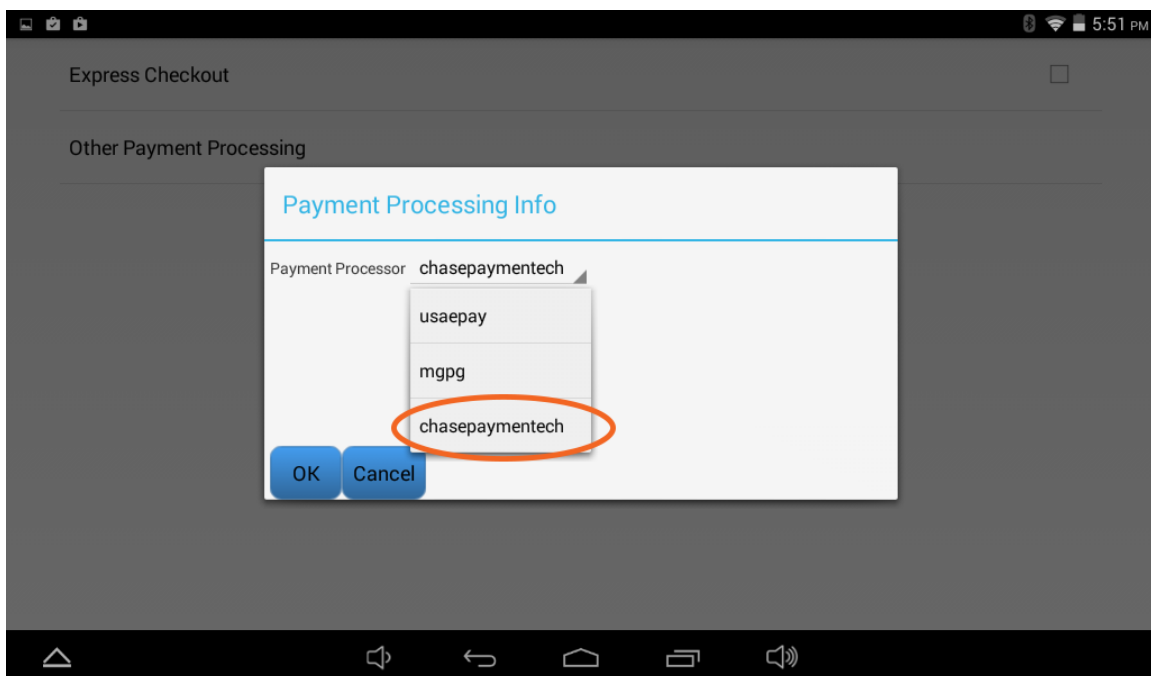 5:51 PM
Express Checkout
Other Payment Processing
Payment Processing Info
Payment Processor chasepaymentech
usaepay
mgpg
chasepaymentech
OK Cancel